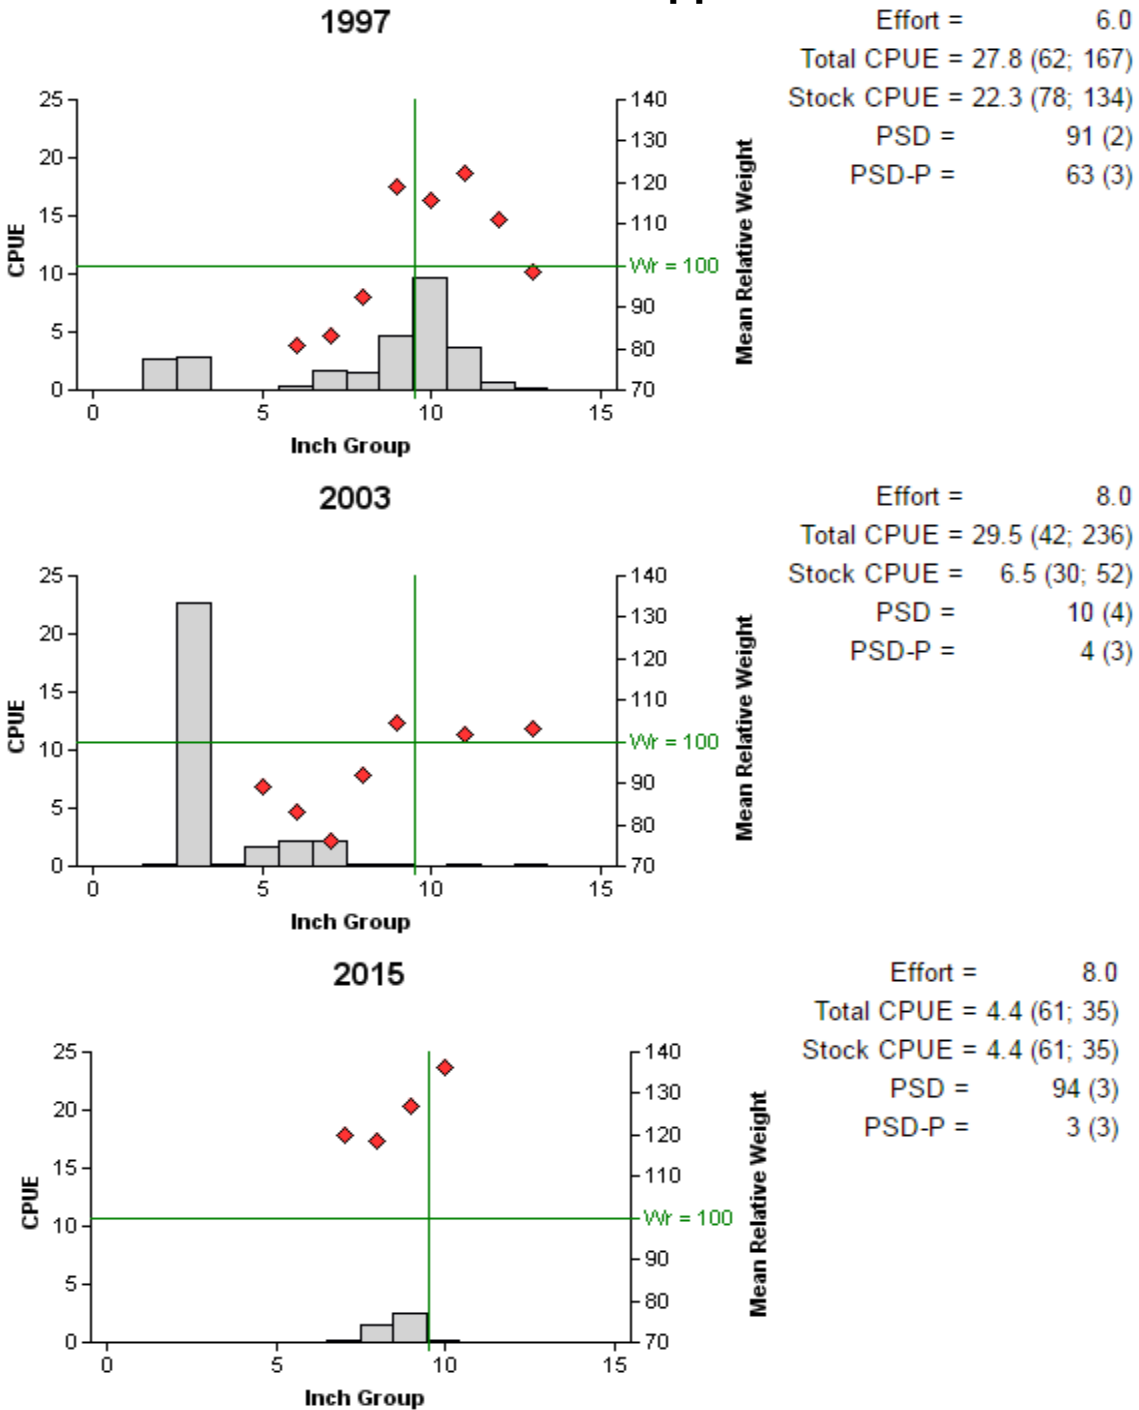 1997
Effort = 6.0
Total CPUE = 27.8 (62; 167)
Stock CPUE = 22.3 (78; 134)
PSD = 91 (2)
PSD-P = 63 (3)
25
20
15
10
5
0
CPUE
140
130
120
110
Wr = 100
90
80
70
Mean Relative Weight
0 5 10 15
Inch Group
2003
Effort = 8.0
Total CPUE = 29.5 (42; 236)
Stock CPUE = 6.5 (30; 52)
PSD = 10 (4)
PSD-P = 4 (3)
25
20
15
10
5
0
CPUE
140
130
120
110
Wr = 100
90
80
70
Mean Relative Weight
0 5 10 15
Inch Group
2015
Effort = 8.0
Total CPUE = 4.4 (61; 35)
Stock CPUE = 4.4 (61; 35)
PSD = 94 (3)
PSD-P = 3 (3)
25
20
15
10
5
0
CPUE
140
130
120
110
Wr = 100
90
80
70
Mean Relative Weight
0 5 10 15
Inch Group